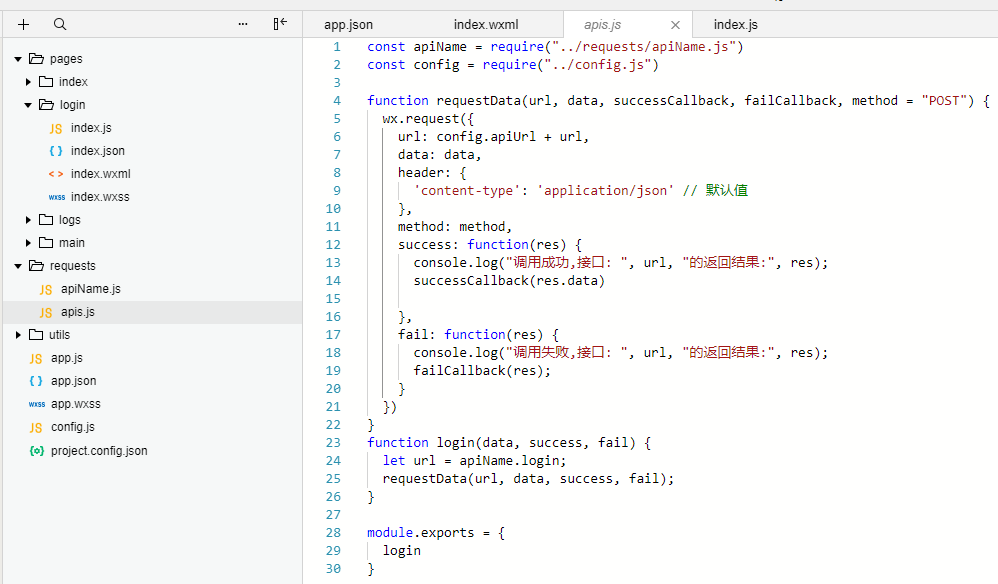 app.json index.wxml apis.js index.js
pages
index
login
index.js
index.json
index.wxml
index.wxss
logs
main
requests
apiName.js
apis.js
utils
app.js
app.json
app.wxss
config.js
project.config.json
1 const apiName = require("../requests/apiName.js")
2 const config = require("../config.js")
3
4 function requestData(url, data, successCallback, failCallback, method = "POST") {
5 wx.request({
6 url: config.apiUrl + url,
7 data: data,
8 header: {
9 'content-type': 'application/json' // 默认值
10 },
11 method: method,
12 success: function(res) {
13 console.log("调用成功,接口: ", url, "的返回结果:", res);
14 successCallback(res.data)
15
16 },
17 fail: function(res) {
18 console.log("调用失败,接口: ", url, "的返回结果:", res);
19 failCallback(res);
20 }
21 })
22 }
23 function login(data, success, fail) {
24 let url = apiName.login;
25 requestData(url, data, success, fail);
26 }
27
28 module.exports = {
29 login
30 }